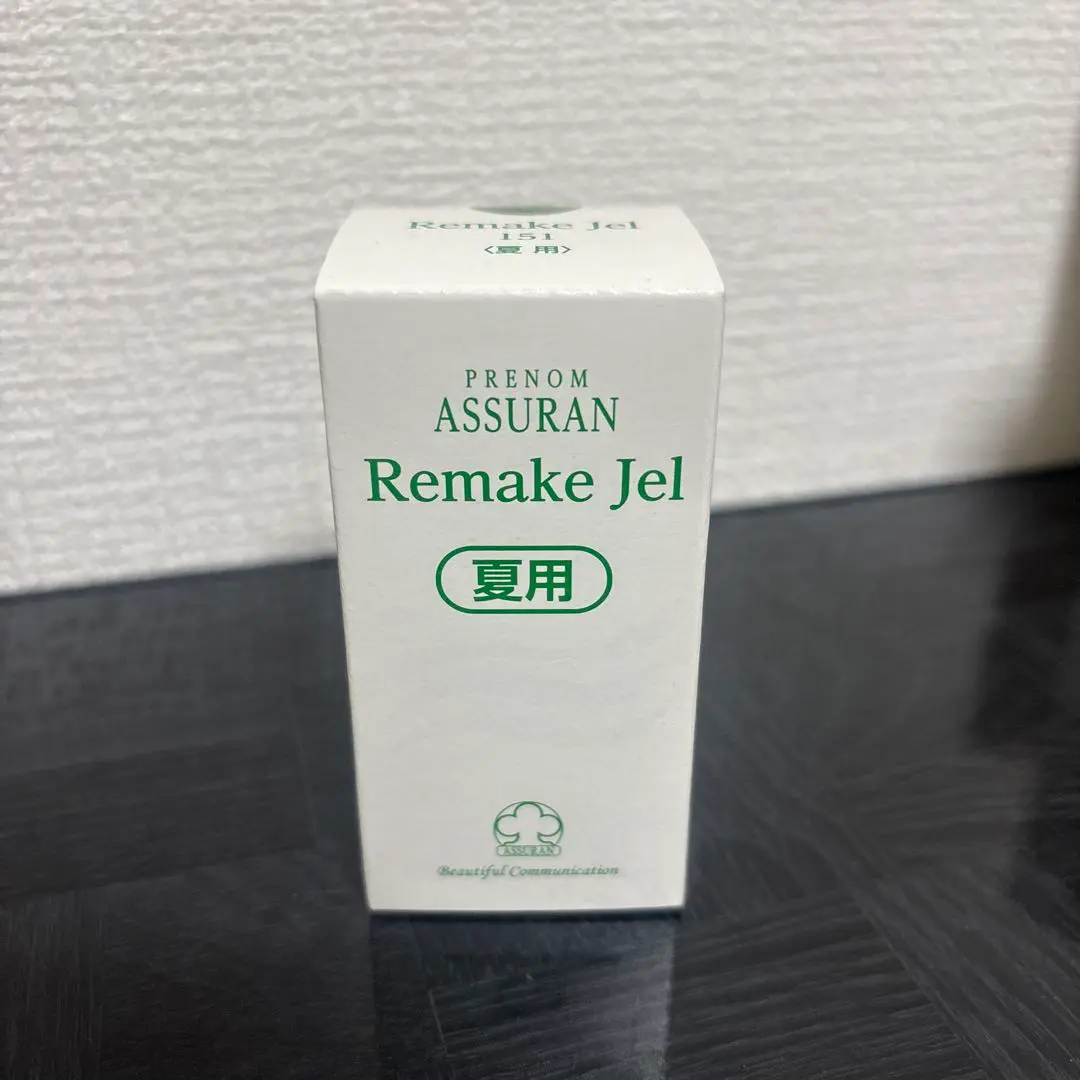 Remake Jel
151
〈夏用〉
PRENOM
ASSURAN
Remake Jel
夏用
ASSURAN
Beautiful Communication